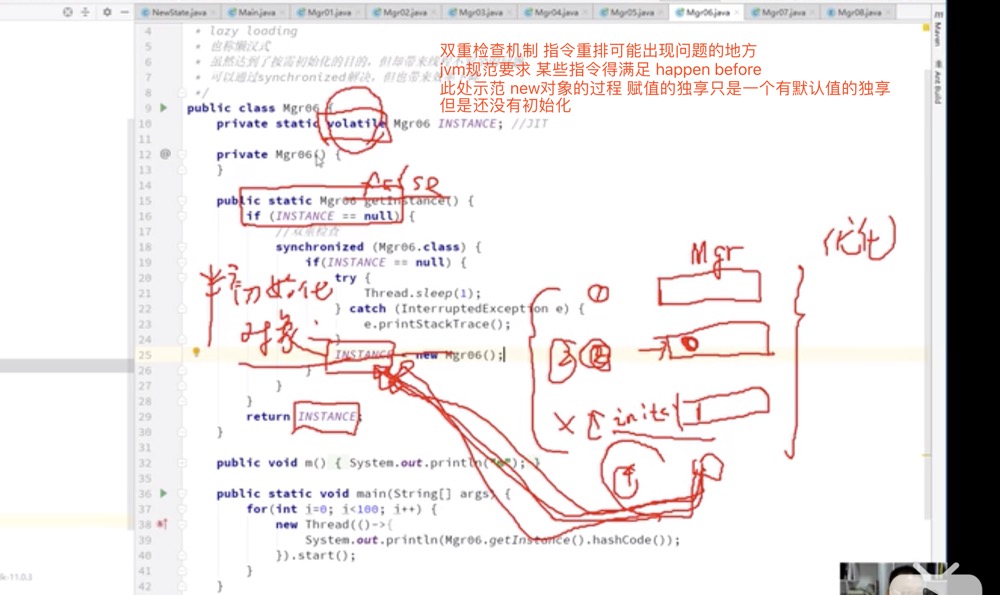 NewState.java Main.java Mgr01.java Mgr02.java Mgr03.java Mgr04.java Mgr05.java Mgr06.java Mgr07.java Mgr08.java
双重检查机制 指令重排可能出现问题的地方
jvm规范要求 某些指令得满足 happen before
此处示范 new对象的过程 赋值的独享只是一个有默认值的独享
但是还没有初始化
4 * lazy loading
5 * 也称懒汉式
6 * 虽然达到了按需初始化的目的，但却带来线
7 * 可以通过synchronized解决，但也带来效
8 */
9 public class Mgr06 {
10 private static volatile Mgr06 INSTANCE; //JIT
11
12 private Mgr06() {
13 }
14
false
15 public static Mgr06 getInstance() {
16 if (INSTANCE == null) {
17 //双重检查
18 synchronized (Mgr06.class) {
19 if(INSTANCE == null) {
20 try {
21 Thread.sleep(1);
22 } catch (InterruptedException e) {
23 e.printStackTrace();
24 }
25 INSTANCE = new Mgr06();
26 }
27 }
28 }
29 return INSTANCE;
30 }
31
32 public void m() { System.out.println("m"); }
35
36 public static void main(String[] args) {
37 for(int i=0; i<100; i++) {
38 new Thread(()->{
39 System.out.println(Mgr06.getInstance().hashCode());
40 }).start();
41 }
42 }
半初始化
对象
Mgr
优化
①
3 ②
0
init
1
4
Maven
Ant Build
k-11.0.3